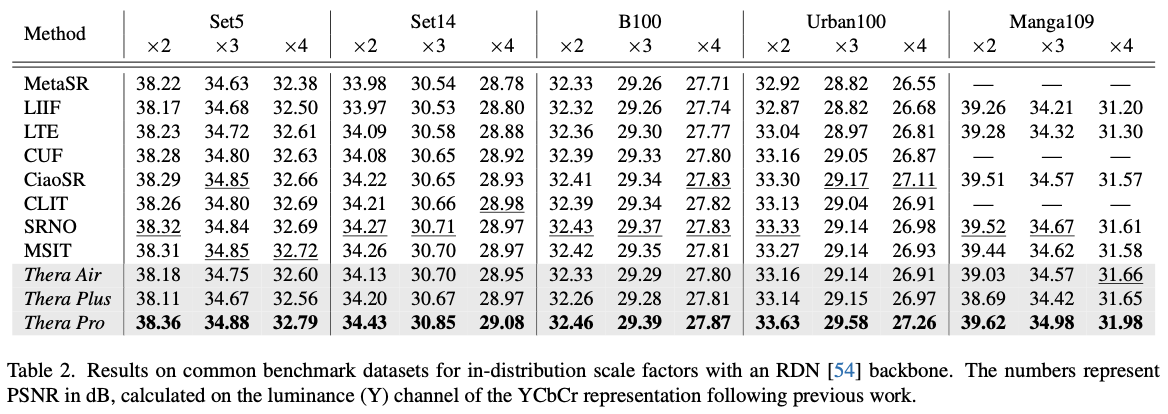 Method Set5 Set14 B100 Urban100 Manga109
×2 ×3 ×4 ×2 ×3 ×4 ×2 ×3 ×4 ×2 ×3 ×4 ×2 ×3 ×4
MetaSR 38.22 34.63 32.38 33.98 30.54 28.78 32.33 29.26 27.71 32.92 28.82 26.55 — — —
LIIF 38.17 34.68 32.50 33.97 30.53 28.80 32.32 29.26 27.74 32.87 28.82 26.68 39.26 34.21 31.20
LTE 38.23 34.72 32.61 34.09 30.58 28.88 32.36 29.30 27.77 33.04 28.97 26.81 39.28 34.32 31.30
CUF 38.28 34.80 32.63 34.08 30.65 28.92 32.39 29.33 27.80 33.16 29.05 26.87 — — —
CiaoSR 38.29 34.85 32.66 34.22 30.65 28.93 32.41 29.34 27.83 33.30 29.17 27.11 39.51 34.57 31.57
CLIT 38.26 34.80 32.69 34.21 30.66 28.98 32.39 29.34 27.82 33.13 29.04 26.91 — — —
SRNO 38.32 34.84 32.69 34.27 30.71 28.97 32.43 29.37 27.83 33.33 29.14 26.98 39.52 34.67 31.61
MSIT 38.31 34.85 32.72 34.26 30.70 28.97 32.42 29.35 27.81 33.27 29.14 26.93 39.44 34.62 31.58
Thera Air 38.18 34.75 32.60 34.13 30.70 28.95 32.33 29.29 27.80 33.16 29.14 26.91 39.03 34.57 31.66
Thera Plus 38.11 34.67 32.56 34.20 30.67 28.97 32.26 29.28 27.81 33.14 29.15 26.97 38.69 34.42 31.65
Thera Pro 38.36 34.88 32.79 34.43 30.85 29.08 32.46 29.39 27.87 33.63 29.58 27.26 39.62 34.98 31.98
Table 2. Results on common benchmark datasets for in-distribution scale factors with an RDN [54] backbone. The numbers represent
PSNR in dB, calculated on the luminance (Y) channel of the YCbCr representation following previous work.